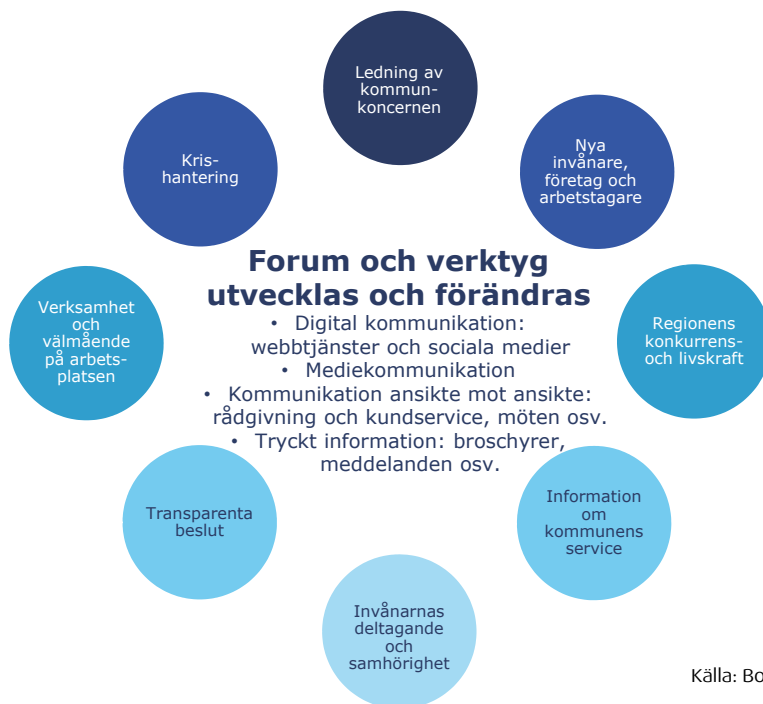 Ledning av
kommun-
koncernen
Nya
invånare,
företag och
arbetstagare
Regionens
konkurrens-
och livskraft
Information
om
kommunens
service
Invånarnas
deltagande
och
samhörighet
Transparenta
beslut
Verksamhet
och
välmående
på arbets-
platsen
Kris-
hantering
Forum och verktyg
utvecklas och förändras
• Digital kommunikation:
webbtjänster och sociala medier
• Mediekommunikation
• Kommunikation ansikte mot ansikte:
rådgivning och kundservice, möten osv.
• Tryckt information: broschyrer,
meddelanden osv.
Källa: Bo